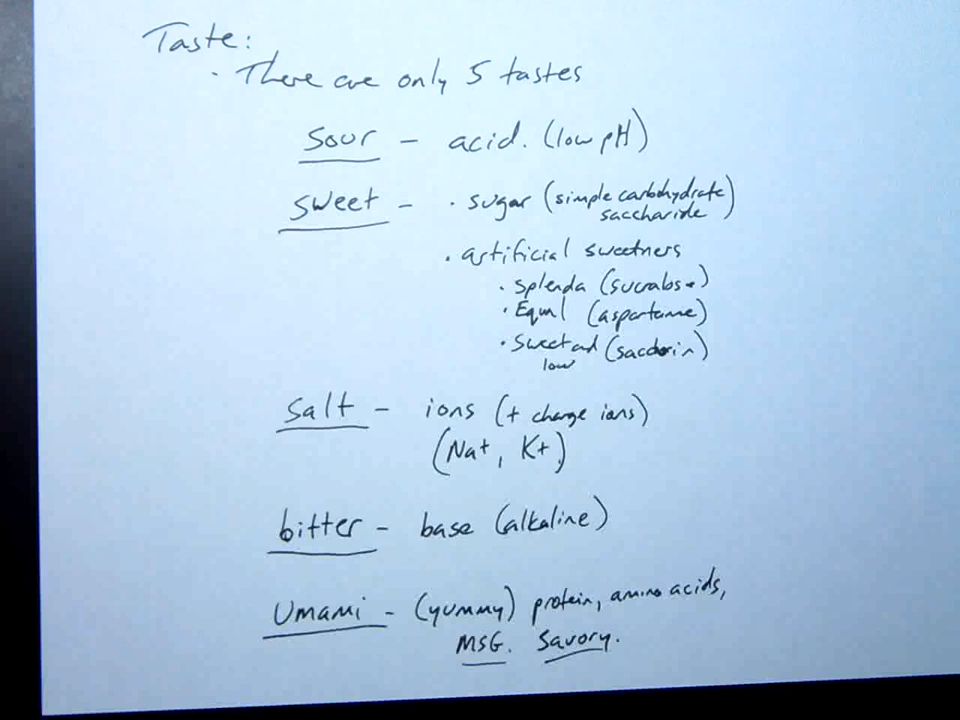 Taste:
· There are only 5 tastes
sour - acid. (low pH)
sweet - · sugar (simple carbohydrate
saccharide)
· artificial sweetners
· Splenda
· Equal (aspartame)
· Sweet and
low
salt - ions (+ charge ions)
(Na+, K+)
bitter - base (alkaline)
Umami - (yummy) protein, amino acids,
MSG. Savory.